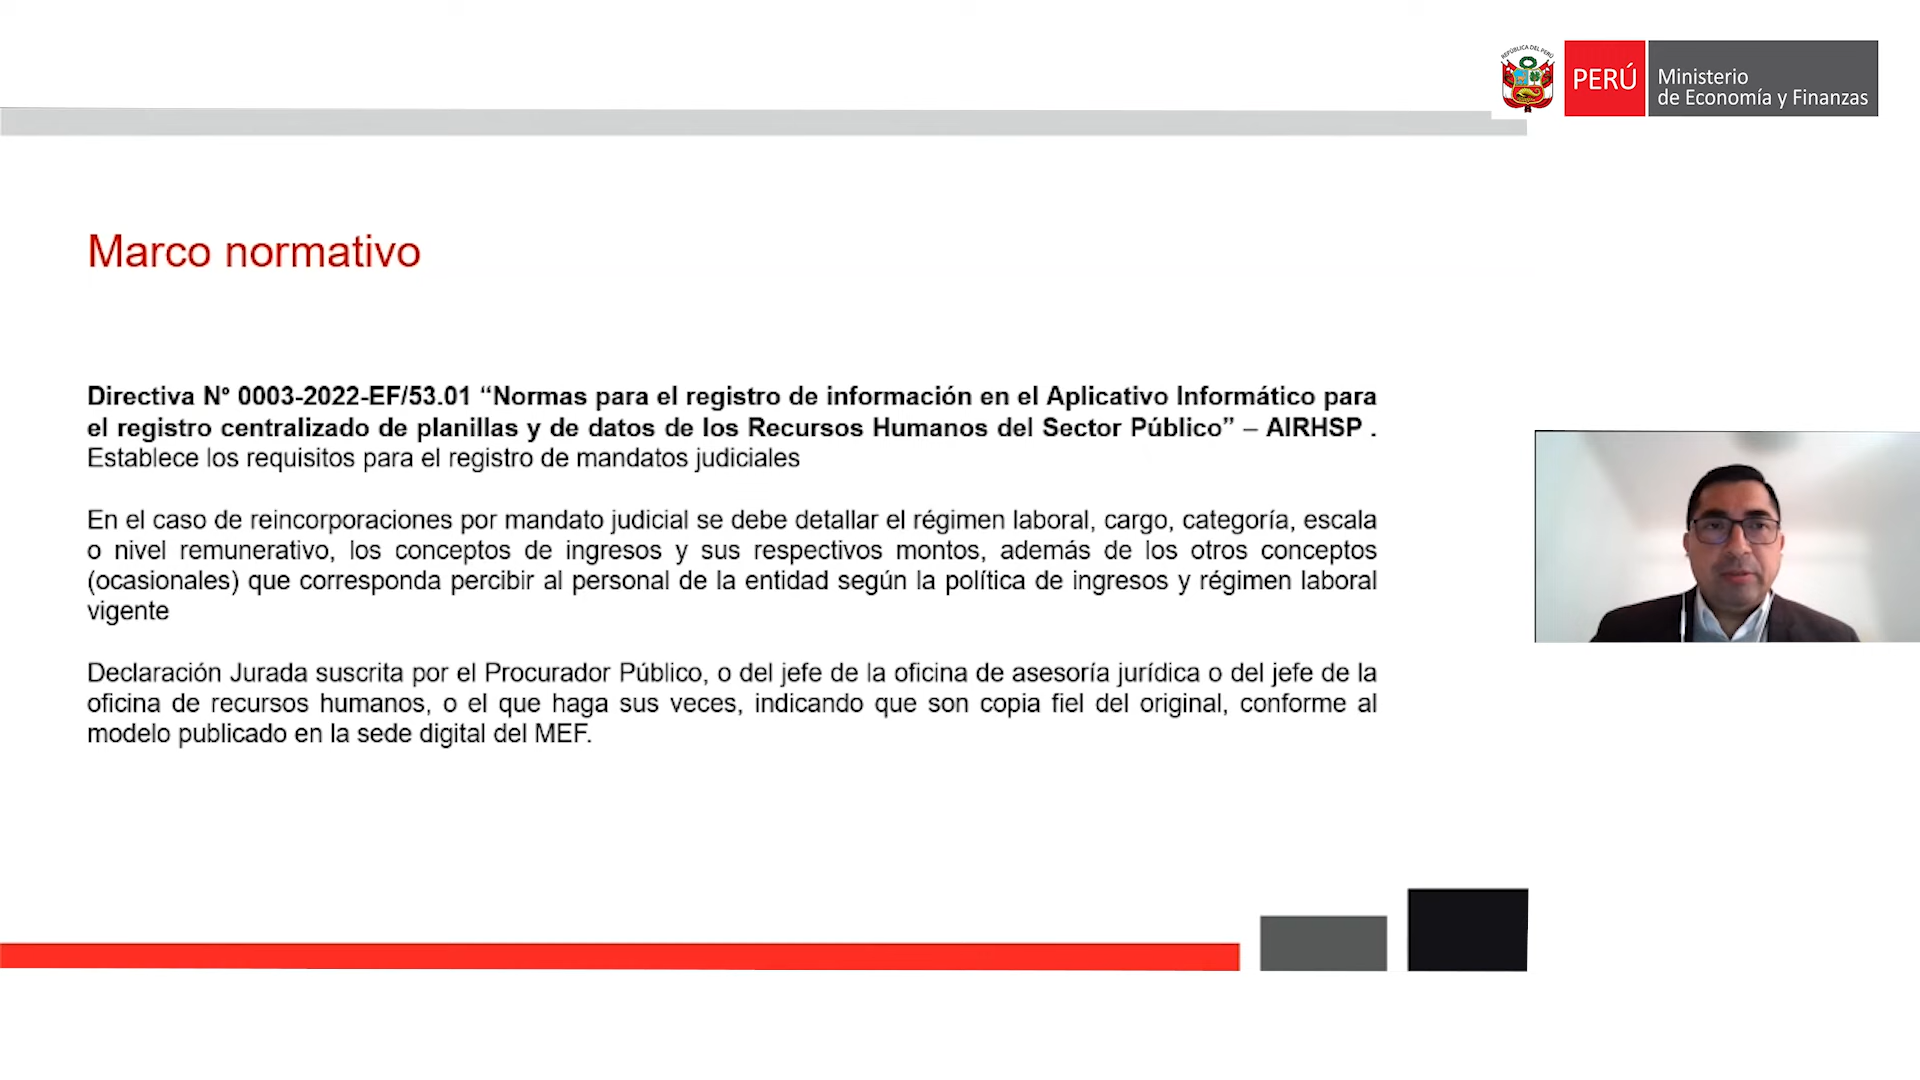 REPÚBLICA DEL PERÚ
PERÚ
Ministerio
de Economía y Finanzas
Marco normativo
Directiva N° 0003-2022-EF/53.01 “Normas para el registro de información en el Aplicativo Informático para
el registro centralizado de planillas y de datos de los Recursos Humanos del Sector Público” – AIRHSP .
Establece los requisitos para el registro de mandatos judiciales
En el caso de reincorporaciones por mandato judicial se debe detallar el régimen laboral, cargo, categoría, escala
o nivel remunerativo, los conceptos de ingresos y sus respectivos montos, además de los otros conceptos
(ocasionales) que corresponda percibir al personal de la entidad según la política de ingresos y régimen laboral
vigente
Declaración Jurada suscrita por el Procurador Público, o del jefe de la oficina de asesoría jurídica o del jefe de la
oficina de recursos humanos, o el que haga sus veces, indicando que son copia fiel del original, conforme al
modelo publicado en la sede digital del MEF.